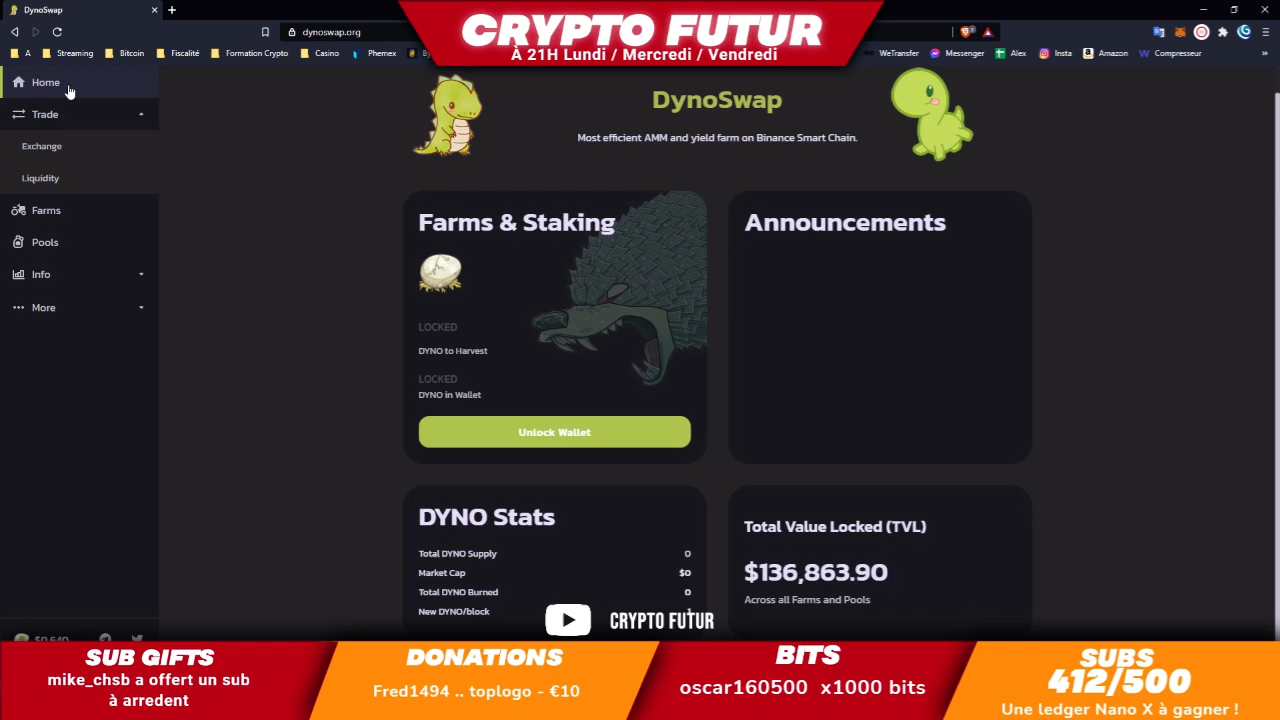 DynoSwap
CRYPTO FUTUR
À 21H Lundi / Mercredi / Vendredi
dynoswap.org
A
Streaming
Bitcoin
Fiscalité
Formation Crypto
Casino
Phemex
WeTransfer
Messenger
Alex
Insta
Amazon
Compresseur
Home
Trade
Exchange
Liquidity
Farms
Pools
Info
More
DynoSwap
Most efficient AMM and yield farm on Binance Smart Chain.
Farms & Staking
LOCKED
DYNO to Harvest
LOCKED
DYNO in Wallet
Unlock Wallet
Announcements
DYNO Stats
Total DYNO Supply 0
Market Cap $0
Total DYNO Burned 0
New DYNO/block
Total Value Locked (TVL)
$136,863.90
Across all Farms and Pools
CRYPTO FUTUR
SUB GIFTS
mike_chsb a offert un sub
à arredent
DONATIONS
Fred1494 .. toplogo - €10
BITS
oscar160500 x1000 bits
SUBS
412/500
Une ledger Nano X à gagner !